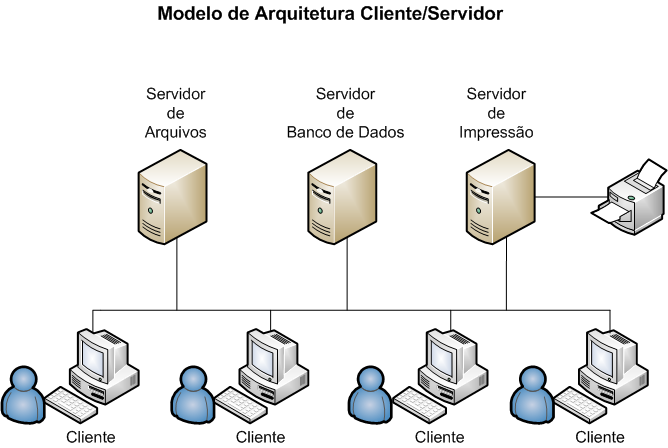 Modelo de Arquitetura Cliente/Servidor
Servidor
de
Arquivos
Servidor
de
Banco de Dados
Servidor
de
Impressão
Cliente
Cliente
Cliente
Cliente